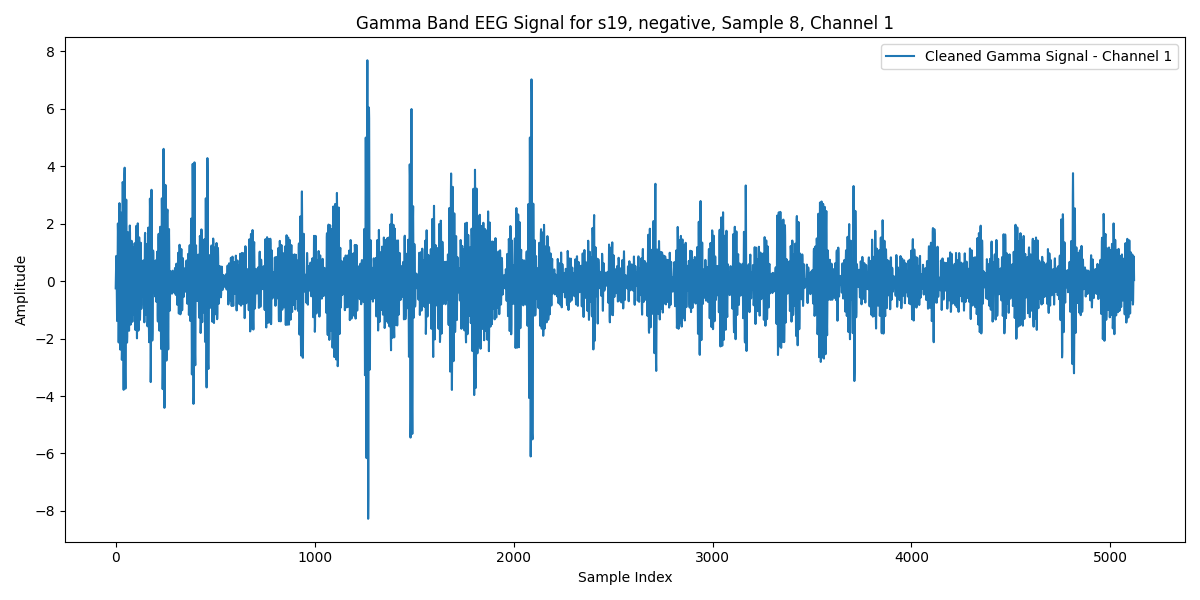 Gamma Band EEG Signal for s19, negative, Sample 8, Channel 1
Cleaned Gamma Signal - Channel 1
8
6
4
2
0
−2
−4
−6
−8
Amplitude
0 1000 2000 3000 4000 5000
Sample Index